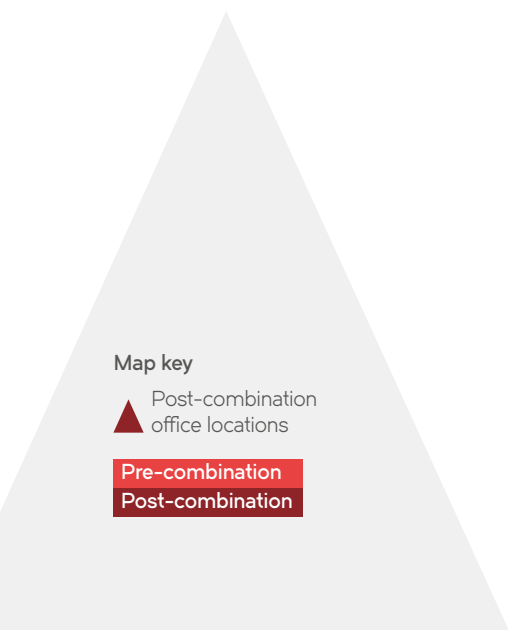 Map key
Post-combination
office locations
Pre-combination
Post-combination